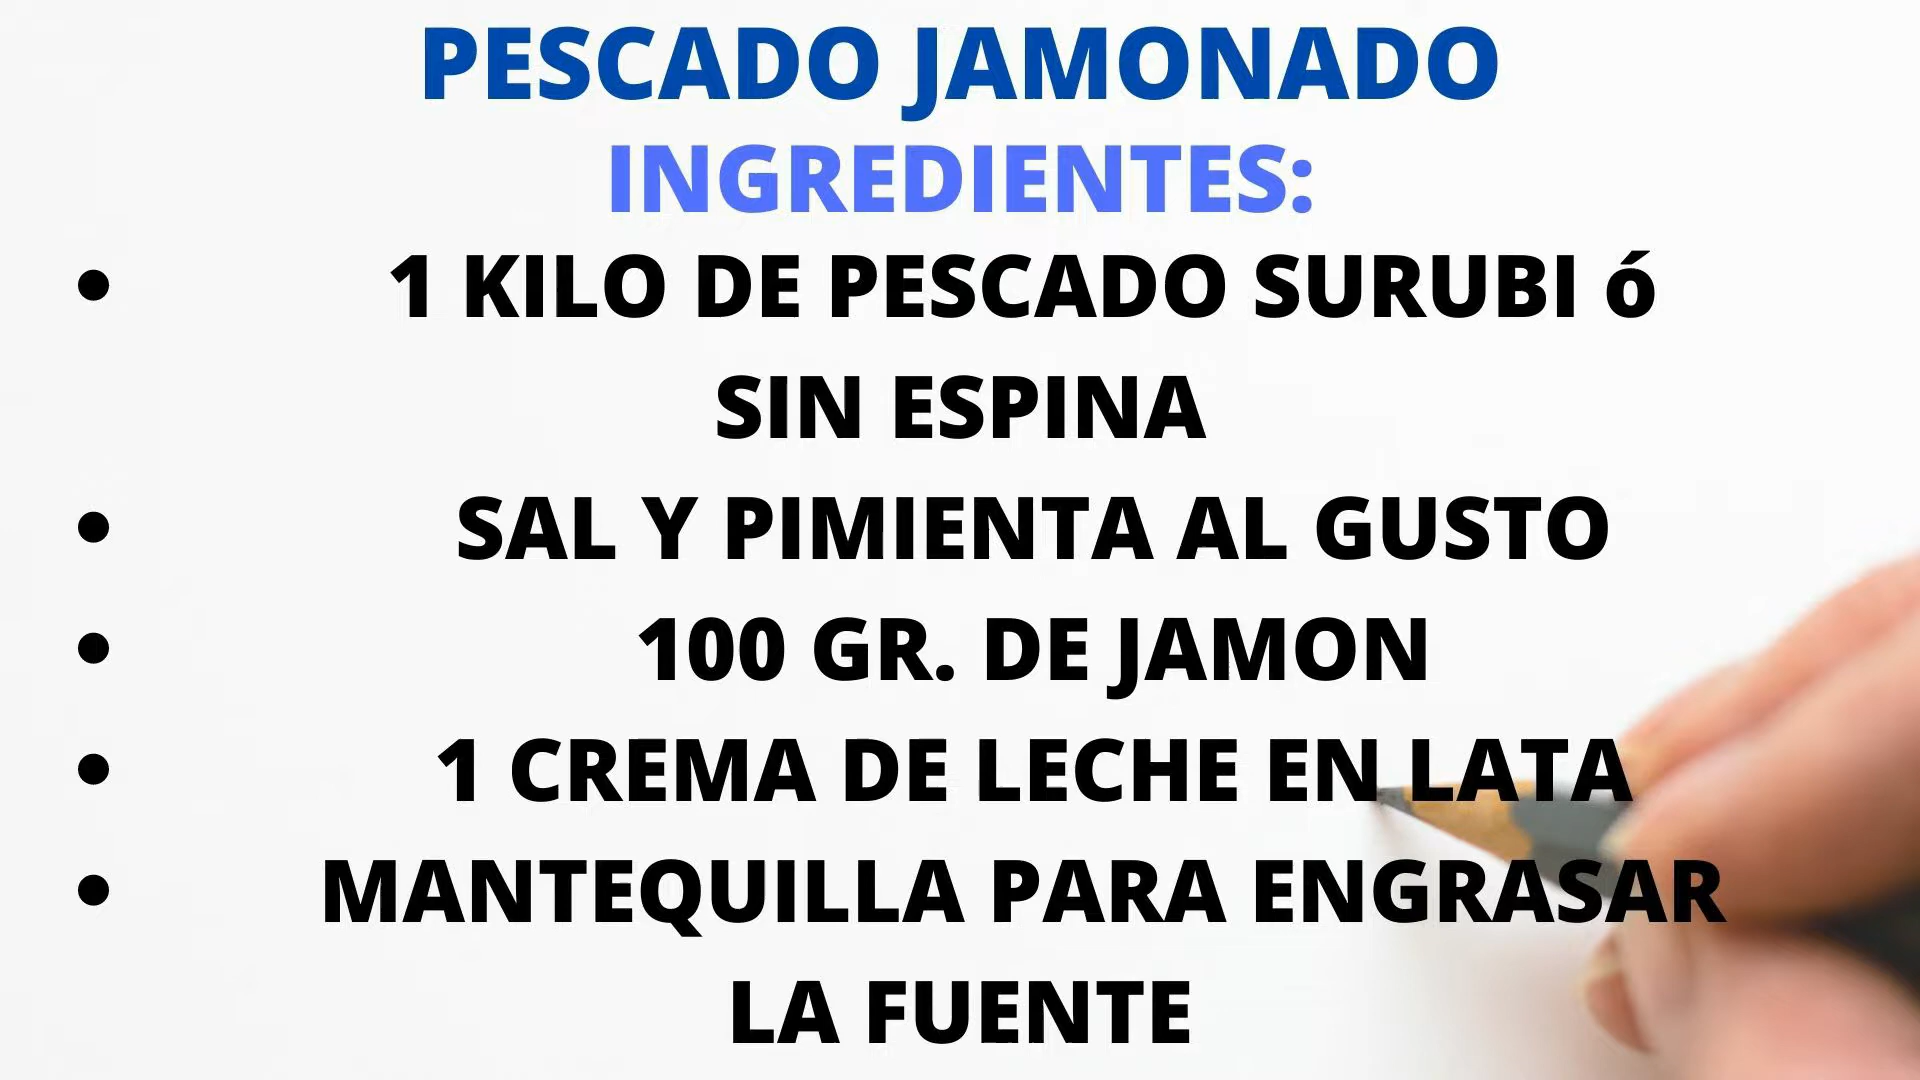 PESCADO JAMONADO
INGREDIENTES:
• 1 KILO DE PESCADO SURUBI ó
SIN ESPINA
• SAL Y PIMIENTA AL GUSTO
• 100 GR. DE JAMON
• 1 CREMA DE LECHE EN LATA
• MANTEQUILLA PARA ENGRASAR
LA FUENTE